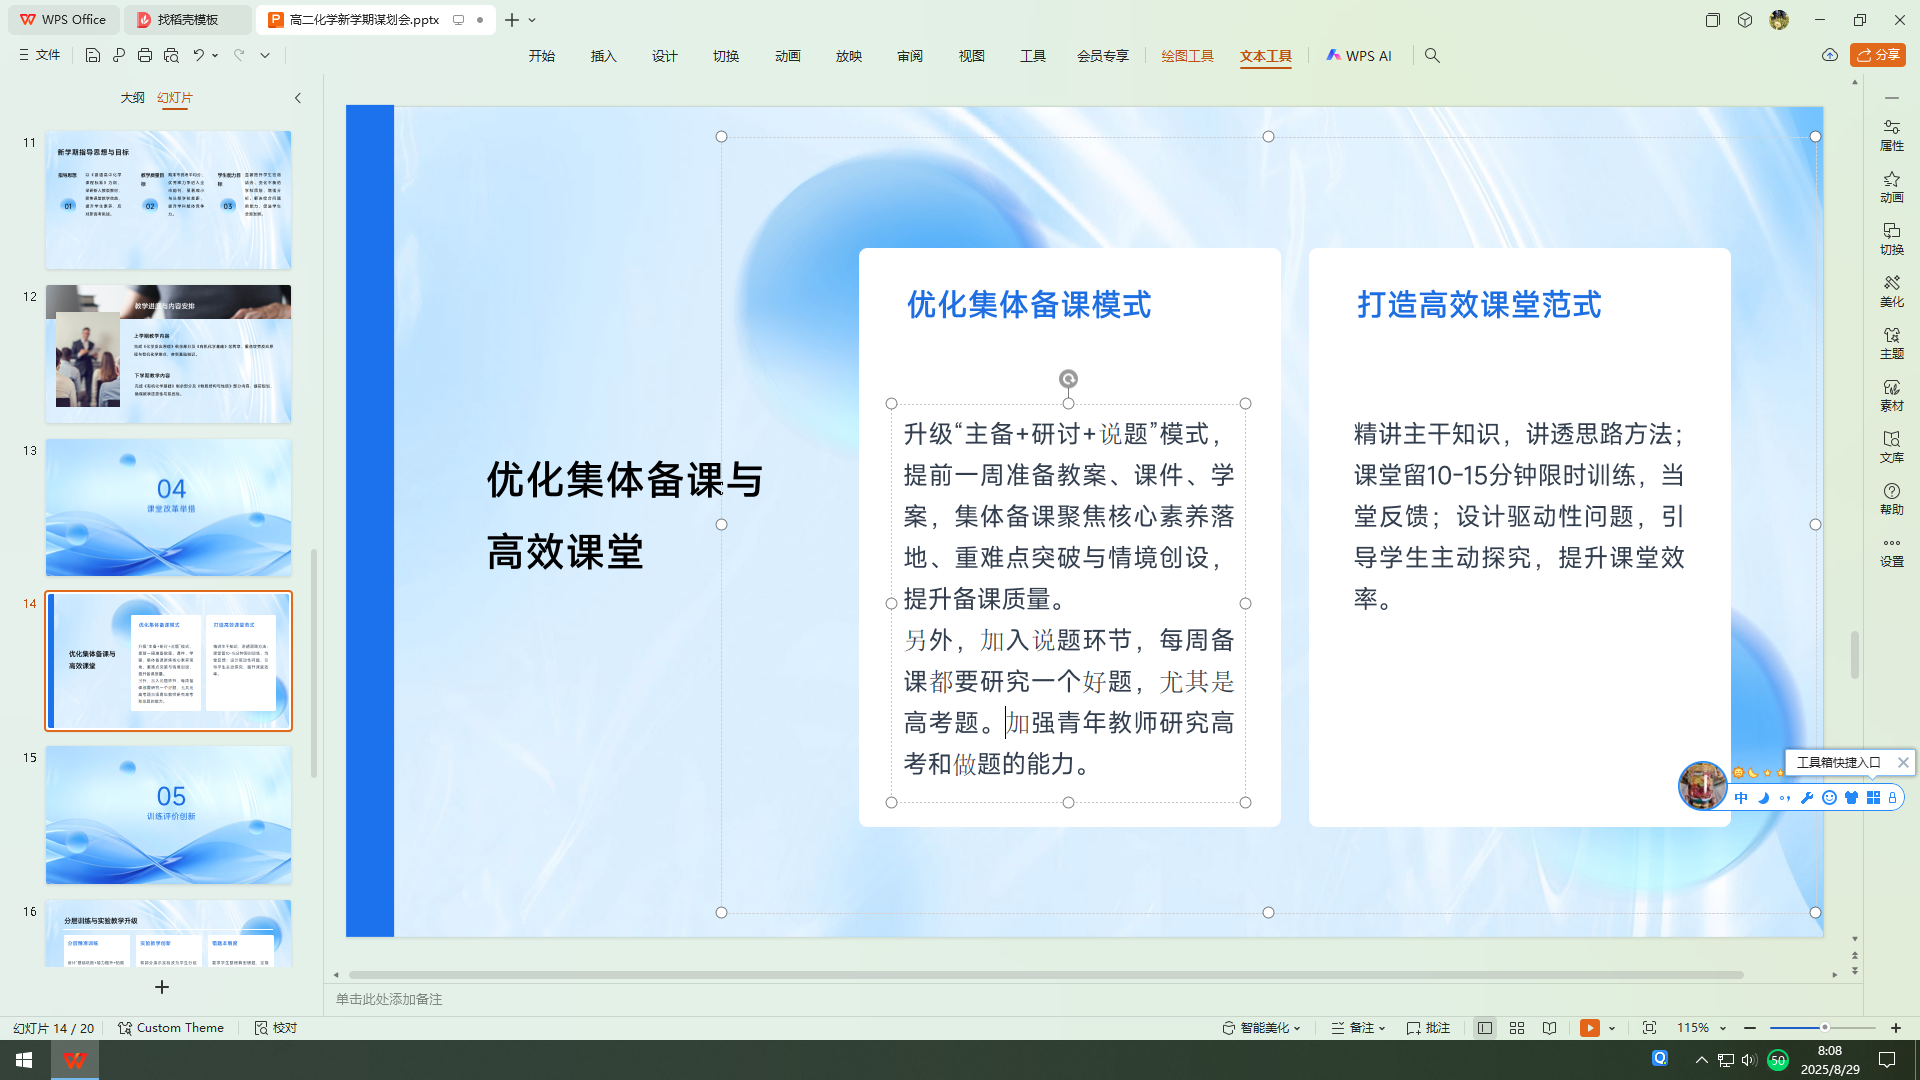 WPS Office
找稻壳模板
高二化学新学期谋划会.pptx
文件
开始
插入
设计
切换
动画
放映
审阅
视图
工具
会员专享
绘图工具
文本工具
WPS AI
分享
大纲
幻灯片
11
新学期指导思想与目标
01
02
03
12
教学进度与内容安排
上学期教学内容
下学期教学内容
13
04
课堂改革举措
14
优化集体备课与
高效课堂
优化集体备课模式
打造高效课堂范式
15
05
训练评价创新
16
分层训练与实验教学升级
分层精准训练
实验教学创新
错题本管理
优化集体备课与
高效课堂
优化集体备课模式
升级“主备+研讨+说题”模式，
提前一周准备教案、课件、学
案，集体备课聚焦核心素养落
地、重难点突破与情境创设，
提升备课质量。
另外，加入说题环节，每周备
课都要研究一个好题，尤其是
高考题。加强青年教师研究高
考和做题的能力。
打造高效课堂范式
精讲主干知识，讲透思路方法；
课堂留10-15分钟限时训练，当
堂反馈；设计驱动性问题，引
导学生主动探究，提升课堂效
率。
属性
动画
切换
美化
主题
素材
文库
帮助
设置
工具箱快捷入口
中
单击此处添加备注
幻灯片 14 / 20
Custom Theme
校对
智能美化
备注
批注
115%
50
8:08
2025/8/29